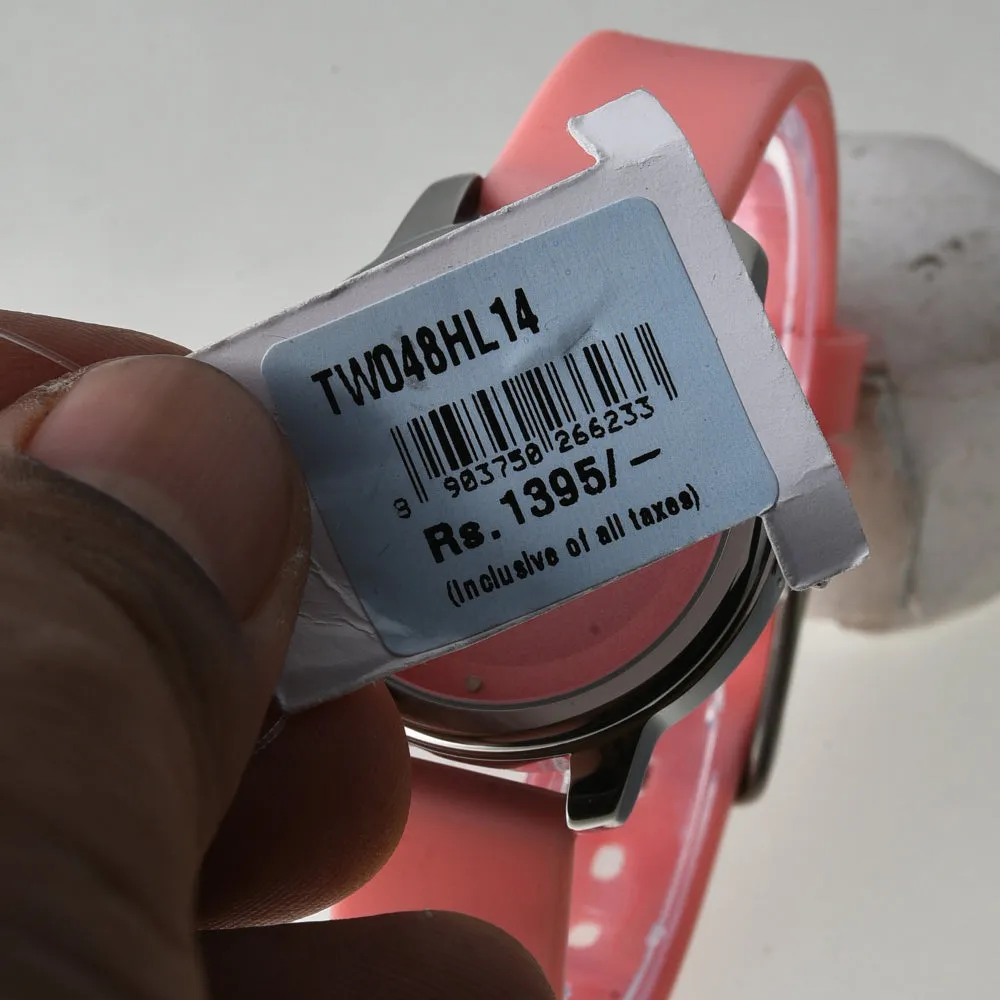 TW048HL14
8 903750 266233
Rs. 1395/-
(Inclusive of all taxes)